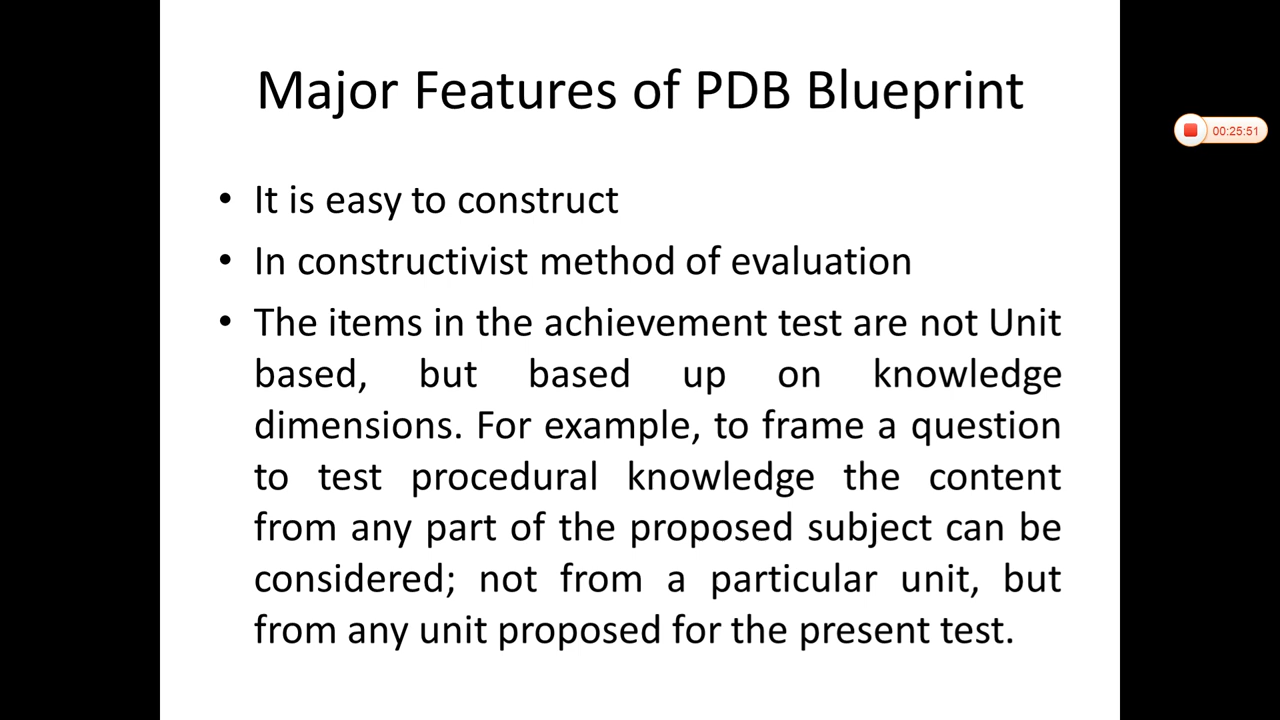 Major Features of PDB Blueprint
00:25:51
• It is easy to construct
• In constructivist method of evaluation
• The items in the achievement test are not Unit
based, but based up on knowledge
dimensions. For example, to frame a question
to test procedural knowledge the content
from any part of the proposed subject can be
considered; not from a particular unit, but
from any unit proposed for the present test.